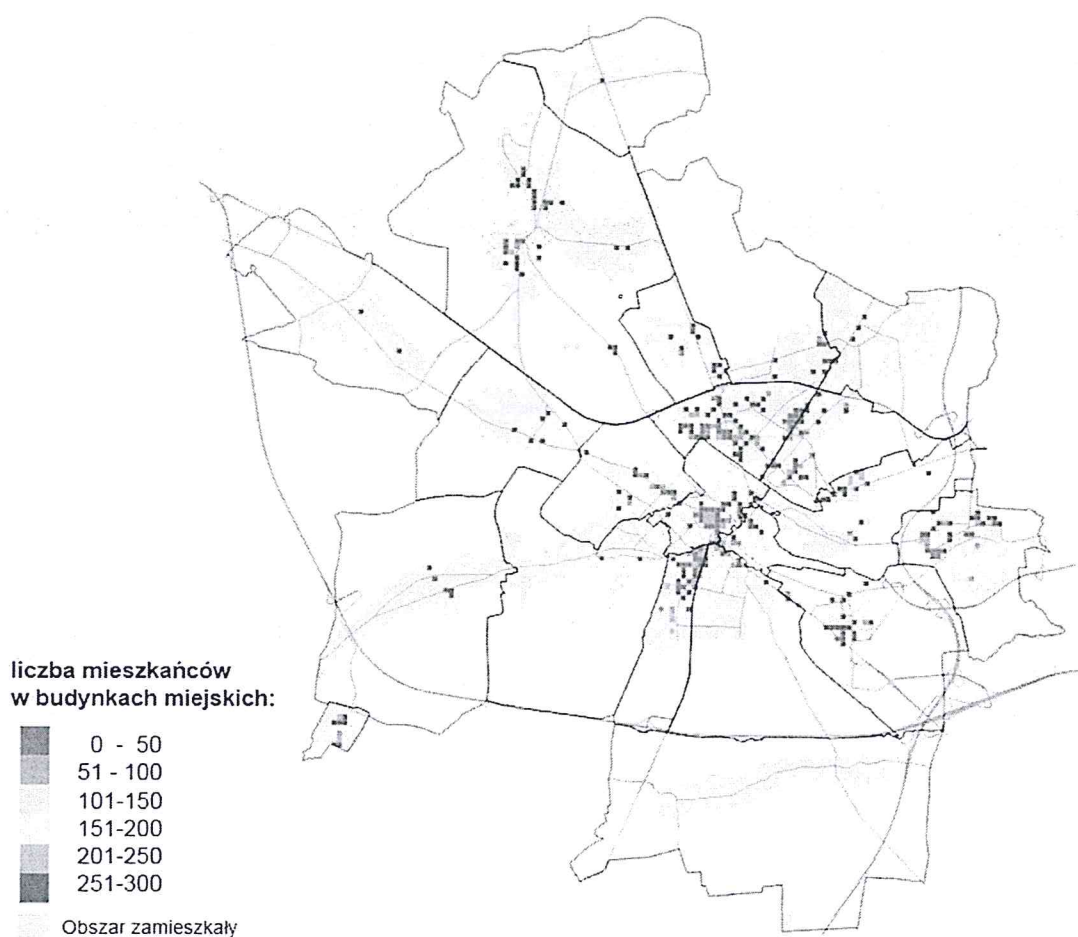 liczba mieszkańców
w budynkach miejskich:
0 - 50
51 - 100
101-150
151-200
201-250
251-300
Obszar zamieszkały